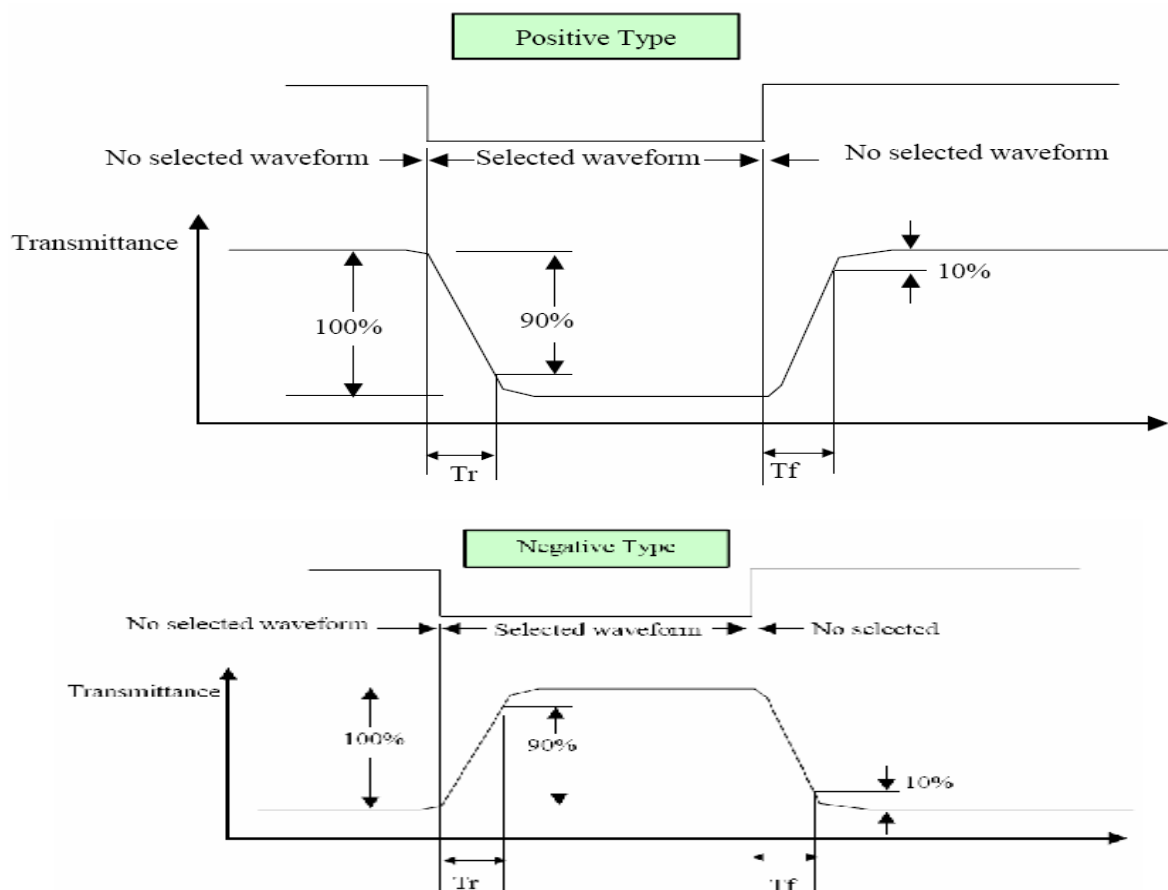 Positive Type
No selected waveform
Selected waveform
No selected waveform
Transmittance
100%
90%
10%
Tr
Tf
Negative Type
No selected waveform
Selected waveform
No selected
Transmittance
100%
90%
10%
Tr
Tf